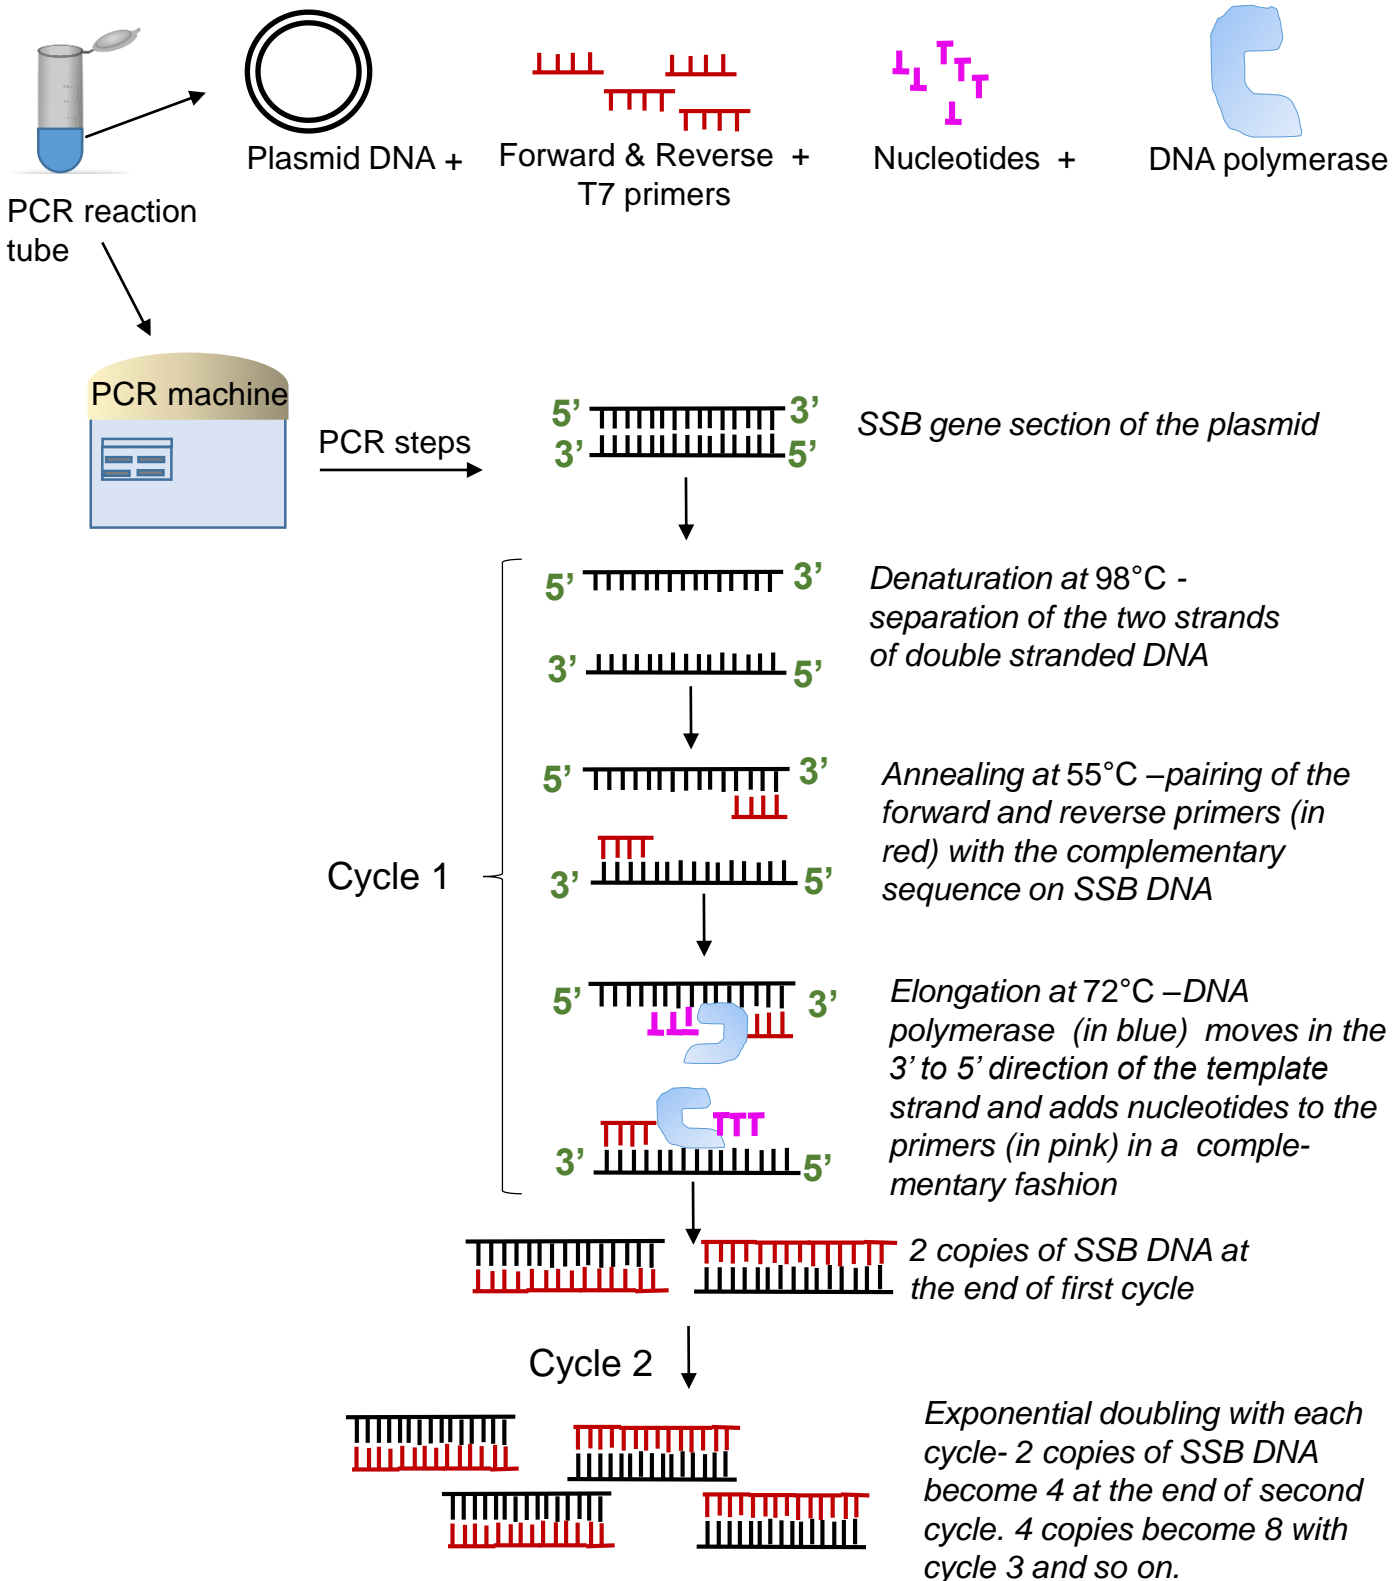 Plasmid DNA +
Forward & Reverse +
T7 primers
Nucleotides +
DNA polymerase
PCR reaction
tube
PCR machine
PCR steps
5’ 3’
3’ 5’
SSB gene section of the plasmid
5’ 3’
3’ 5’
Denaturation at 98°C -
separation of the two strands
of double stranded DNA
Cycle 1
5’ 3’
3’ 5’
Annealing at 55°C –pairing of the
forward and reverse primers (in
red) with the complementary
sequence on SSB DNA
5’ 3’
3’ 5’
Elongation at 72°C –DNA
polymerase (in blue) moves in the
3’ to 5’ direction of the template
strand and adds nucleotides to the
primers (in pink) in a comple-
mentary fashion
2 copies of SSB DNA at
the end of first cycle
Cycle 2
Exponential doubling with each
cycle- 2 copies of SSB DNA
become 4 at the end of second
cycle. 4 copies become 8 with
cycle 3 and so on.